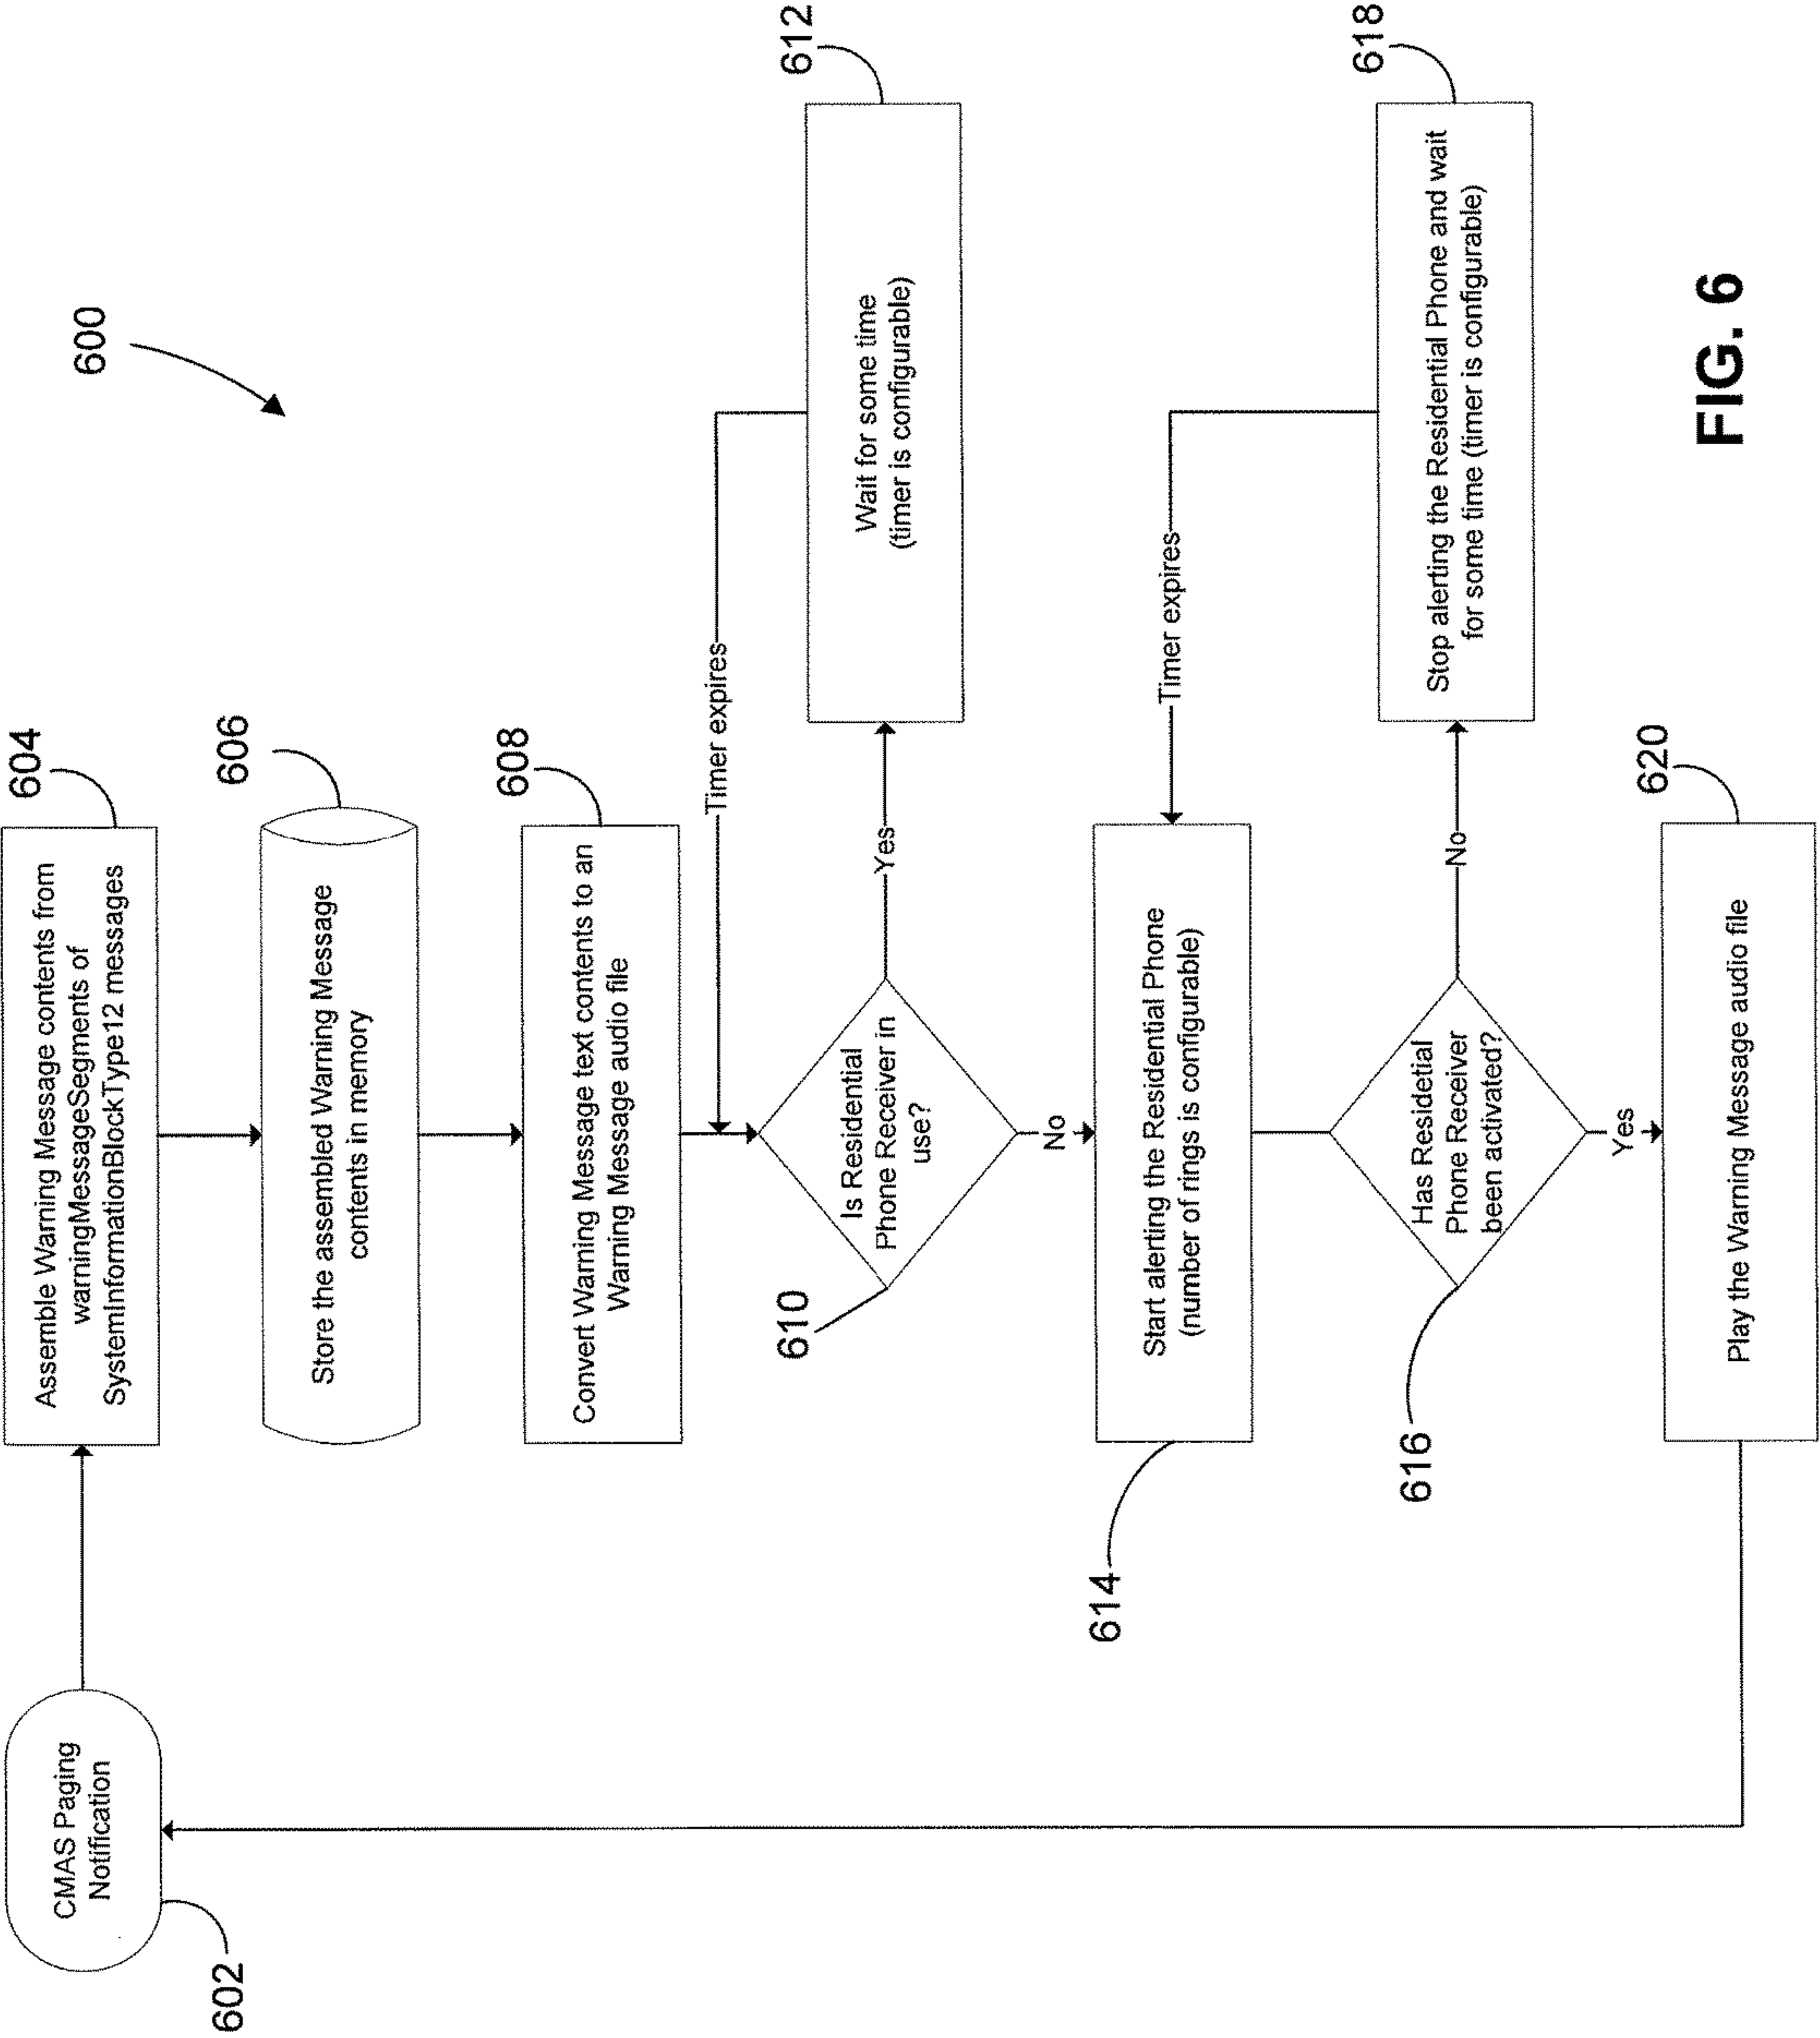 600
CMAS Paging
Notification
602
604
Assemble Warning Message contents from
warningMessageSegments of
SystemInformationBlockType12 messages
606
Store the assembled Warning Message
contents in memory
608
Convert Warning Message text contents to an
Warning Message audio file
Timer expires
610
Is Residential
Phone Receiver in
use?
Yes
612
Wait for some time
(timer is configurable)
No
614
Start alerting the Residential Phone
(number of rings is configurable)
Timer expires
616
Has Residetial
Phone Receiver
been activated?
No
618
Stop alerting the Residential Phone and wait
for some time (timer is configurable)
Yes
620
Play the Warning Message audio file
FIG. 6